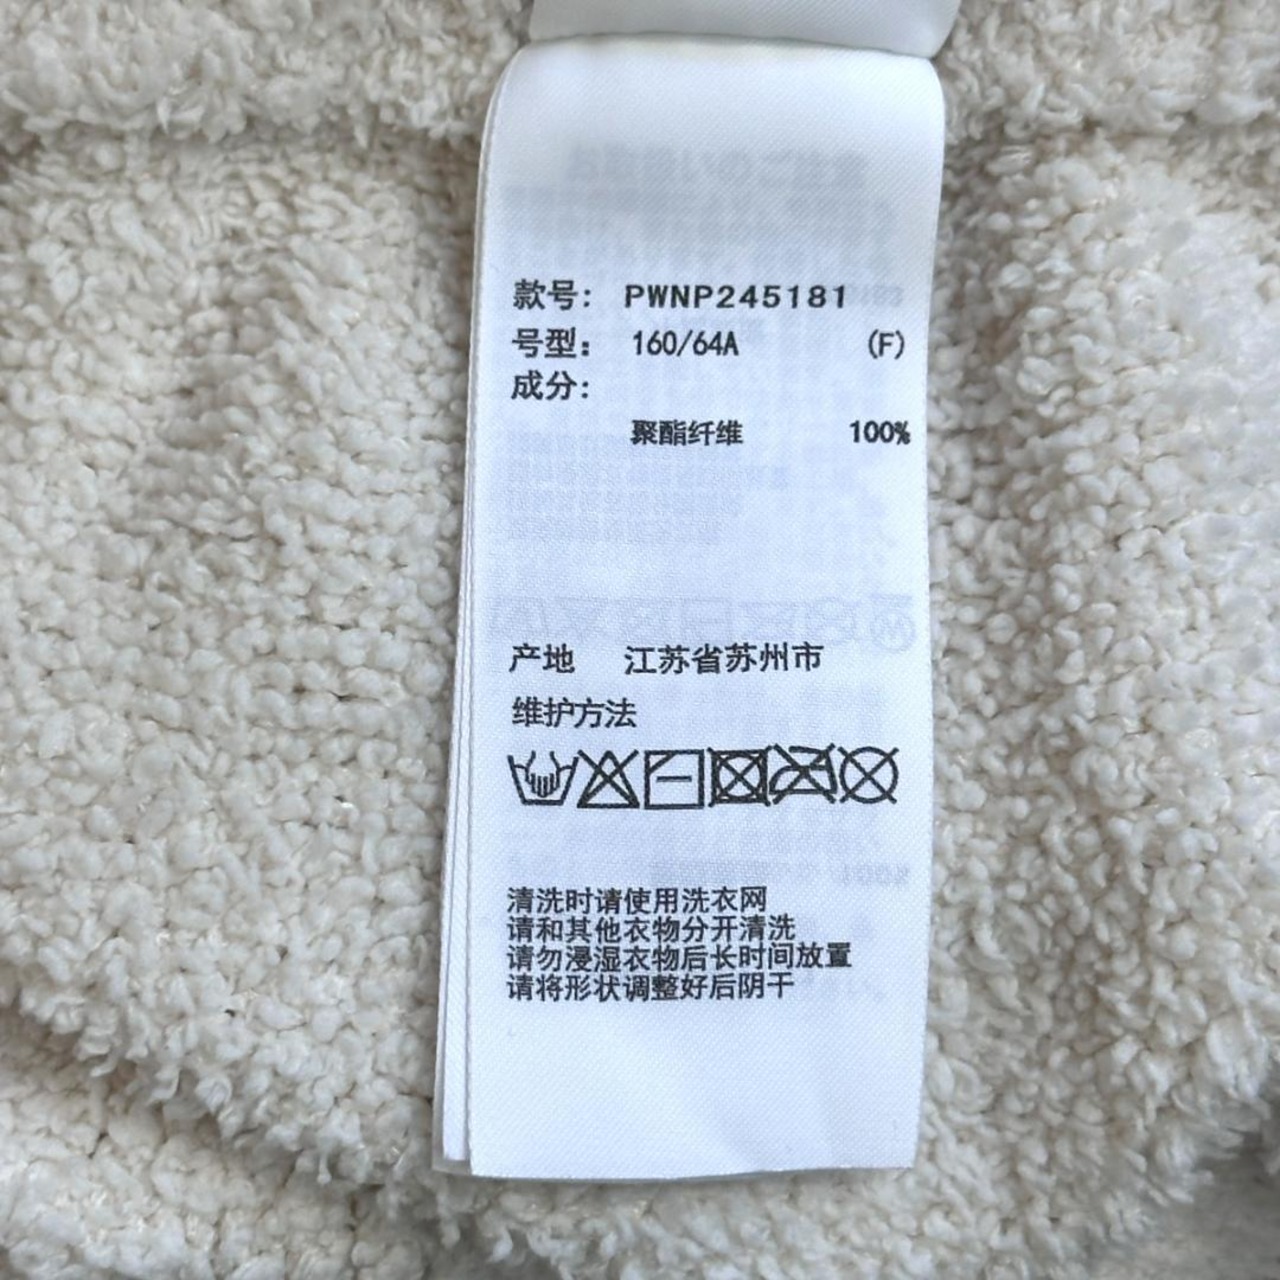 款号: PWNP245181
号型: 160/64A (F)
成分:
聚酯纤维 100%
产地 江苏省苏州市
维护方法
清洗时请使用洗衣网
请和其他衣物分开清洗
请勿浸湿衣物后长时间放置
请将形状调整好后阴干